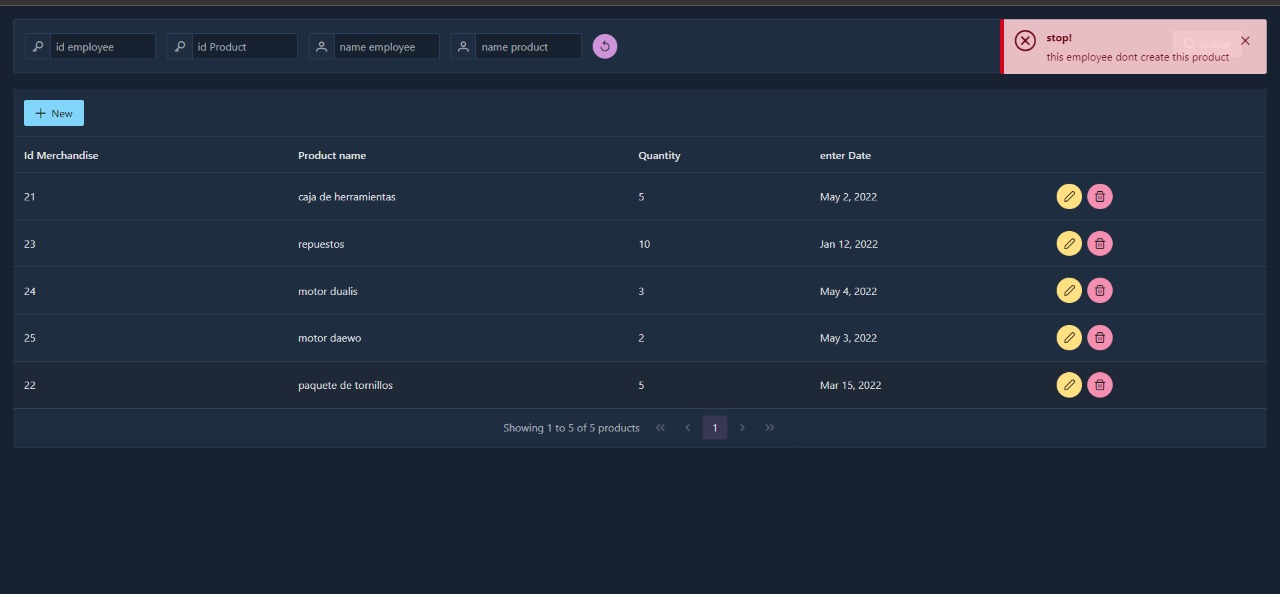 id employee
id Product
name employee
name product
stop!
this employee dont create this product
New
Id Merchandise Product name Quantity enter Date
21 caja de herramientas 5 May 2, 2022
23 repuestos 10 Jan 12, 2022
24 motor dualis 3 May 4, 2022
25 motor daewo 2 May 3, 2022
22 paquete de tornillos 5 Mar 15, 2022
Showing 1 to 5 of 5 products « ‹ 1 › »